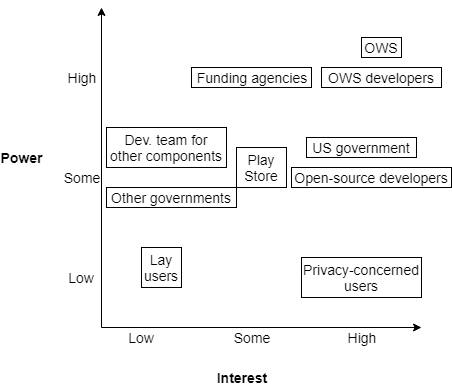 OWS
High
Funding agencies
OWS developers
Dev. team for
other components
US government
Power
Play
Store
Some
Open-source developers
Other governments
Lay
users
Low
Privacy-concerned
users
Low
Some
High
Interest